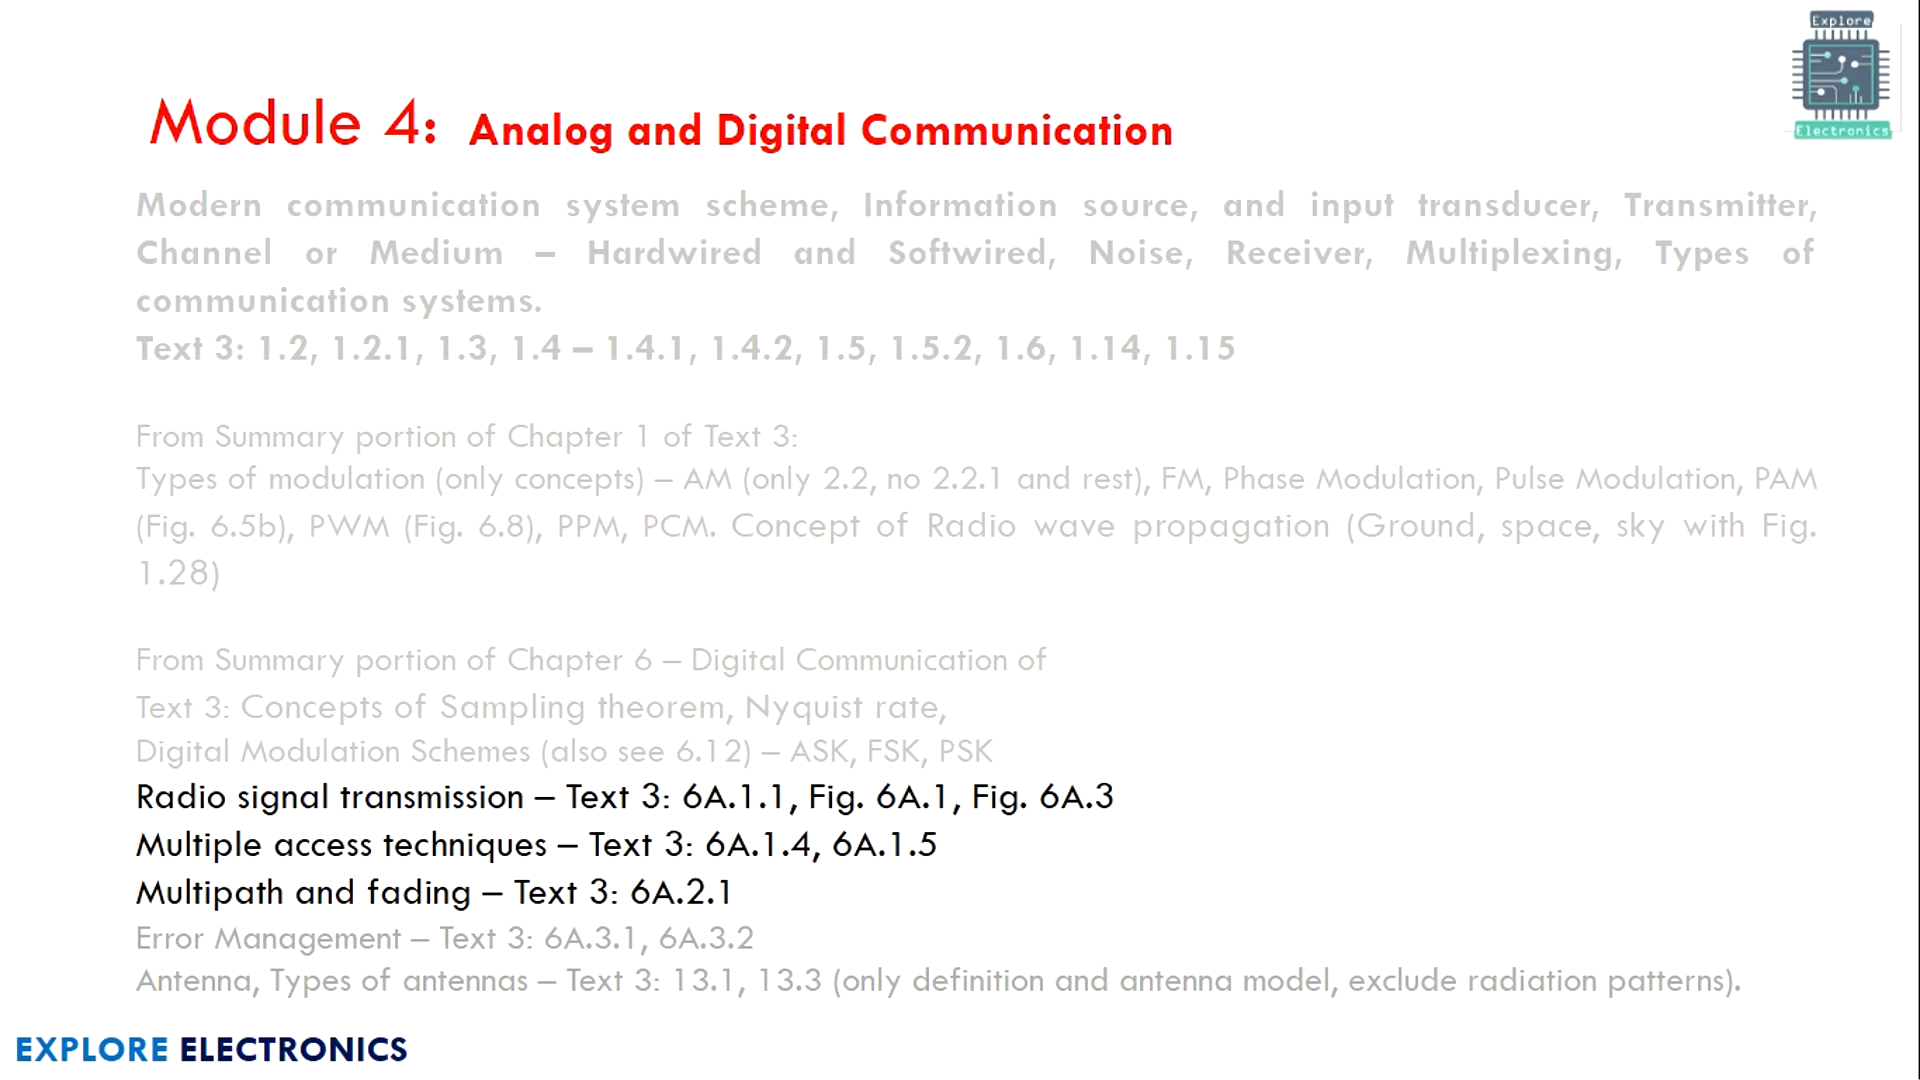 Explore
Electronics
Module 4: Analog and Digital Communication
Modern communication system scheme, Information source, and input transducer, Transmitter,
Channel or Medium – Hardwired and Softwired, Noise, Receiver, Multiplexing, Types of
communication systems.
Text 3: 1.2, 1.2.1, 1.3, 1.4 – 1.4.1, 1.4.2, 1.5, 1.5.2, 1.6, 1.14, 1.15
From Summary portion of Chapter 1 of Text 3:
Types of modulation (only concepts) – AM (only 2.2, no 2.2.1 and rest), FM, Phase Modulation, Pulse Modulation, PAM
(Fig. 6.5b), PWM (Fig. 6.8), PPM, PCM. Concept of Radio wave propagation (Ground, space, sky with Fig.
1.28)
From Summary portion of Chapter 6 – Digital Communication of
Text 3: Concepts of Sampling theorem, Nyquist rate,
Digital Modulation Schemes (also see 6.12) – ASK, FSK, PSK
Radio signal transmission – Text 3: 6A.1.1, Fig. 6A.1, Fig. 6A.3
Multiple access techniques – Text 3: 6A.1.4, 6A.1.5
Multipath and fading – Text 3: 6A.2.1
Error Management – Text 3: 6A.3.1, 6A.3.2
Antenna, Types of antennas – Text 3: 13.1, 13.3 (only definition and antenna model, exclude radiation patterns).
EXPLORE ELECTRONICS